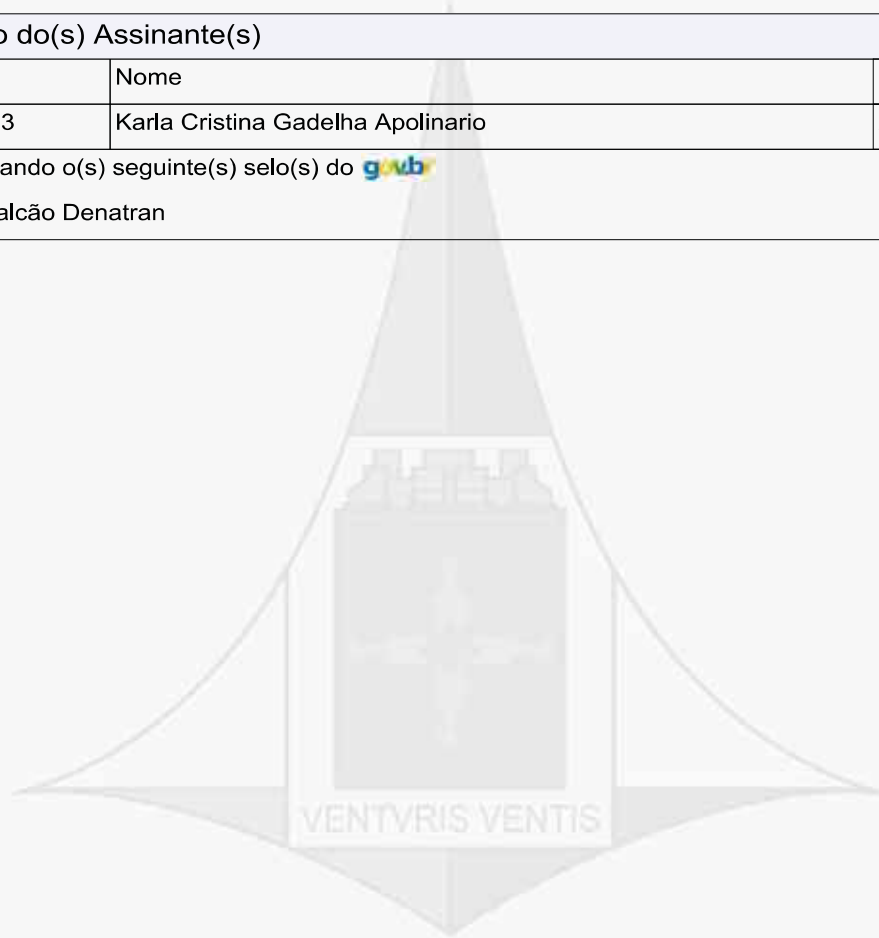 o do(s) Assinante(s)
Nome
3 Karla Cristina Gadelha Apolinario
ando o(s) seguinte(s) selo(s) do gov.br
alcão Denatran
VENTVRIS VENTIS